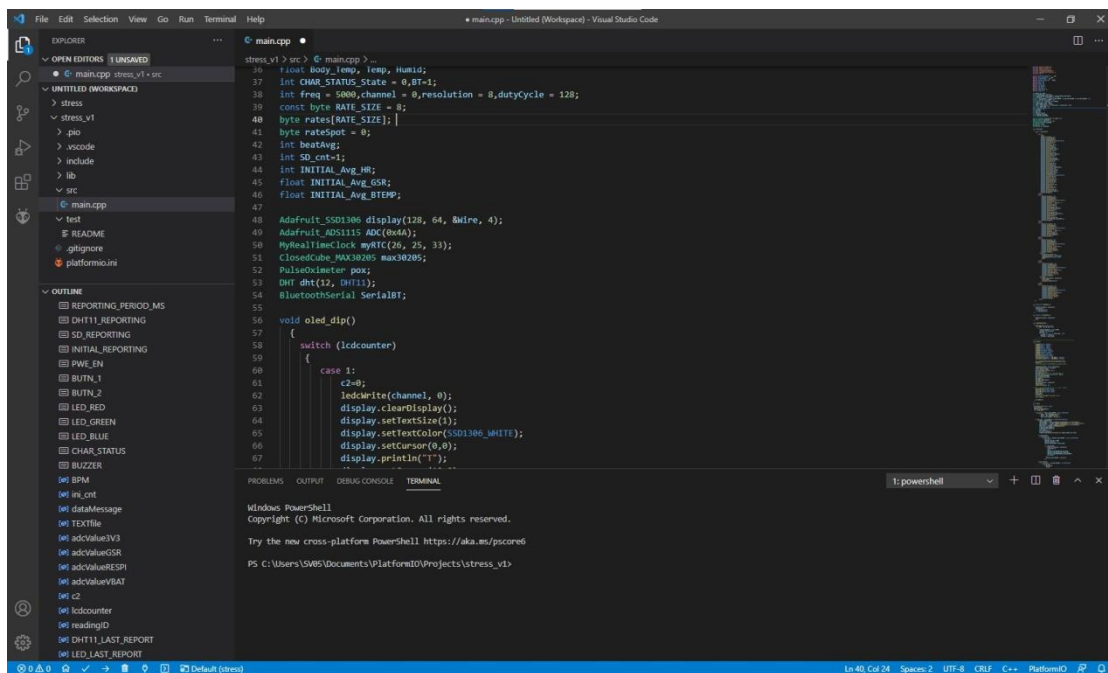 File Edit Selection View Go Run Terminal Help
● main.cpp - Untitled (Workspace) - Visual Studio Code
EXPLORER
OPEN EDITORS 1 UNSAVED
main.cpp stress_v1 • src
UNTITLED (WORKSPACE)
stress
stress_v1
.pio
.vscode
include
lib
src
main.cpp
test
README
.gitignore
platformio.ini
OUTLINE
REPORTING_PERIOD_MS
DHT11_REPORTING
SD_REPORTING
INITIAL_REPORTING
PWE_EN
BUTN_1
BUTN_2
LED_RED
LED_GREEN
LED_BLUE
CHAR_STATUS
BUZZER
BPM
ini_cnt
dataMessage
TEXTfile
adcValue3V3
adcValueGSR
adcValueRESPI
adcValueVBAT
c2
lcdcounter
readingID
DHT11_LAST_REPORT
LED_LAST_REPORT
main.cpp ●
stress_v1 > src > main.cpp > ...
36 float Body_Temp, Temp, Humid;
37 int CHAR_STATUS_State = 0,BT=1;
38 int freq = 5000,channel = 0,resolution = 8,dutyCycle = 128;
39 const byte RATE_SIZE = 8;
40 byte rates[RATE_SIZE];
41 byte rateSpot = 0;
42 int beatAvg;
43 int SD_cnt=1;
44 int INITIAL_Avg_HR;
45 float INITIAL_Avg_GSR;
46 float INITIAL_Avg_BTEMP;
47
48 Adafruit_SSD1306 display(128, 64, &Wire, 4);
49 Adafruit_ADS1115 ADC(0x4A);
50 MyRealTimeClock myRTC(26, 25, 33);
51 ClosedCube_MAX30205 max30205;
52 PulseOximeter pox;
53 DHT dht(12, DHT11);
54 BluetoothSerial SerialBT;
55
56 void oled_dip()
57 {
58 switch (lcdcounter)
59 {
60 case 1:
61 c2=0;
62 ledcWrite(channel, 0);
63 display.clearDisplay();
64 display.setTextSize(1);
65 display.setTextColor(SSD1306_WHITE);
66 display.setCursor(0,0);
67 display.println("T");
PROBLEMS OUTPUT DEBUG CONSOLE TERMINAL
1: powershell
Windows PowerShell
Copyright (C) Microsoft Corporation. All rights reserved.
Try the new cross-platform PowerShell https://aka.ms/pscore6
PS C:\Users\SV05\Documents\PlatformIO\Projects\stress_v1>
0 0 Default (stress)
Ln 40, Col 24 Spaces: 2 UTF-8 CRLF C++ PlatformIO